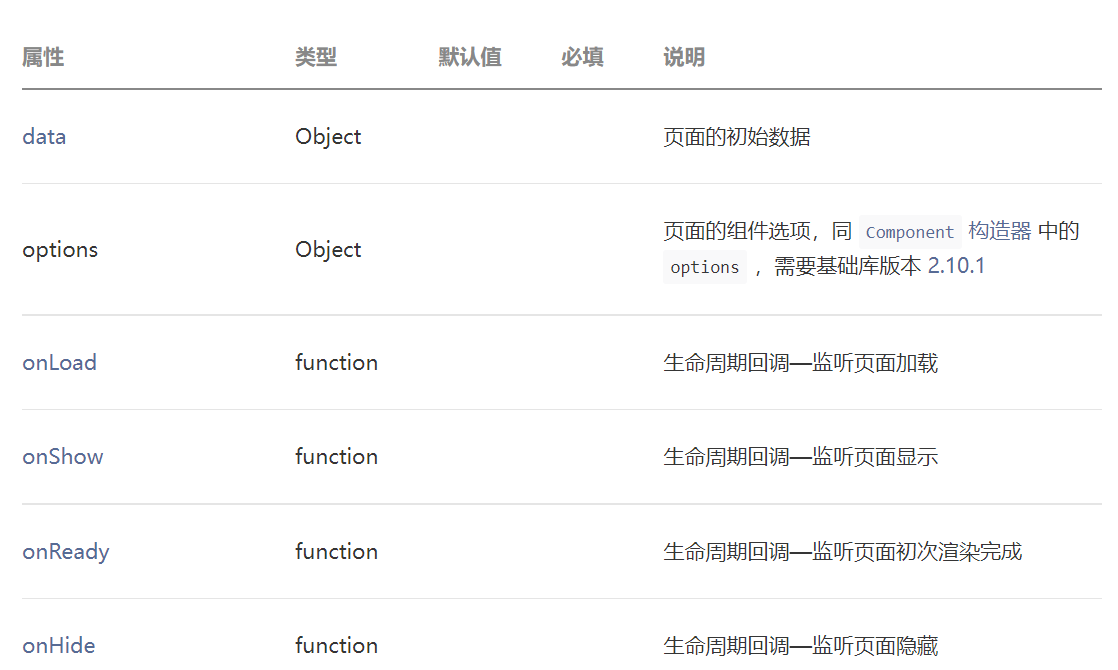 属性 类型 默认值 必填 说明
data Object 页面的初始数据
options Object 页面的组件选项，同 Component 构造器 中的
options ，需要基础库版本 2.10.1
onLoad function 生命周期回调—监听页面加载
onShow function 生命周期回调—监听页面显示
onReady function 生命周期回调—监听页面初次渲染完成
onHide function 生命周期回调—监听页面隐藏